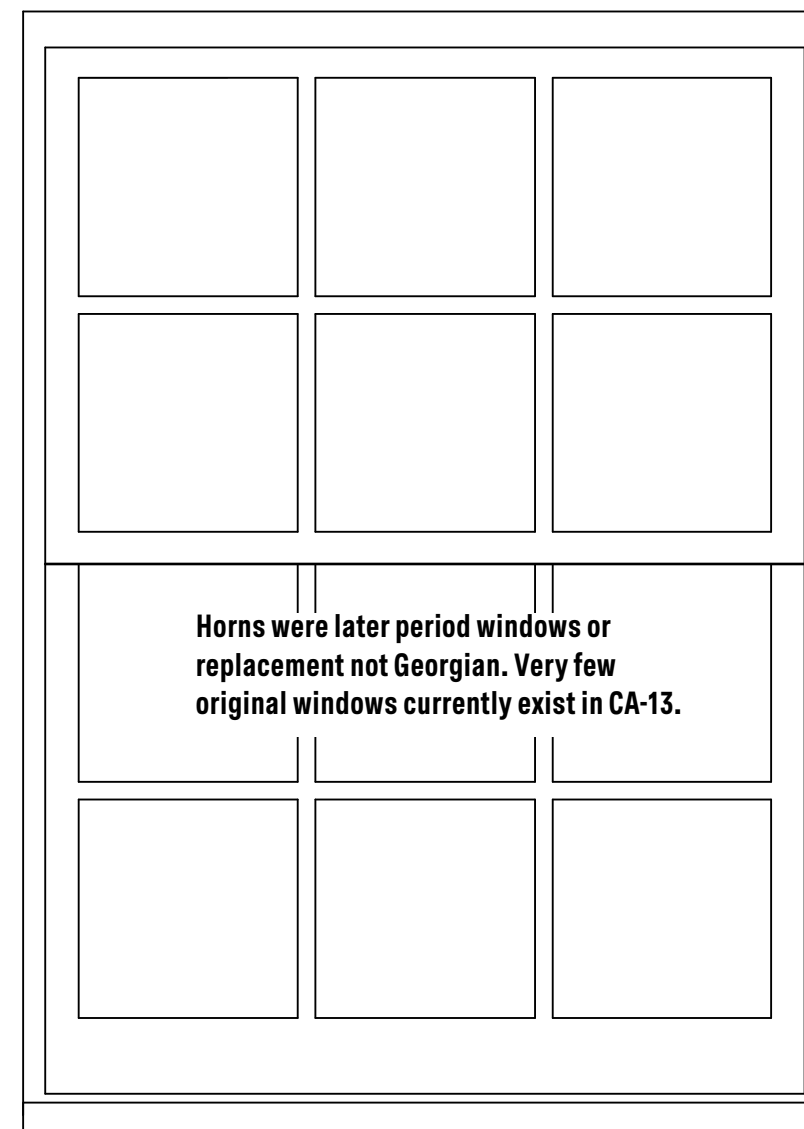 Horns were later period windows or
replacement not Georgian. Very few
original windows currently exist in CA-13.